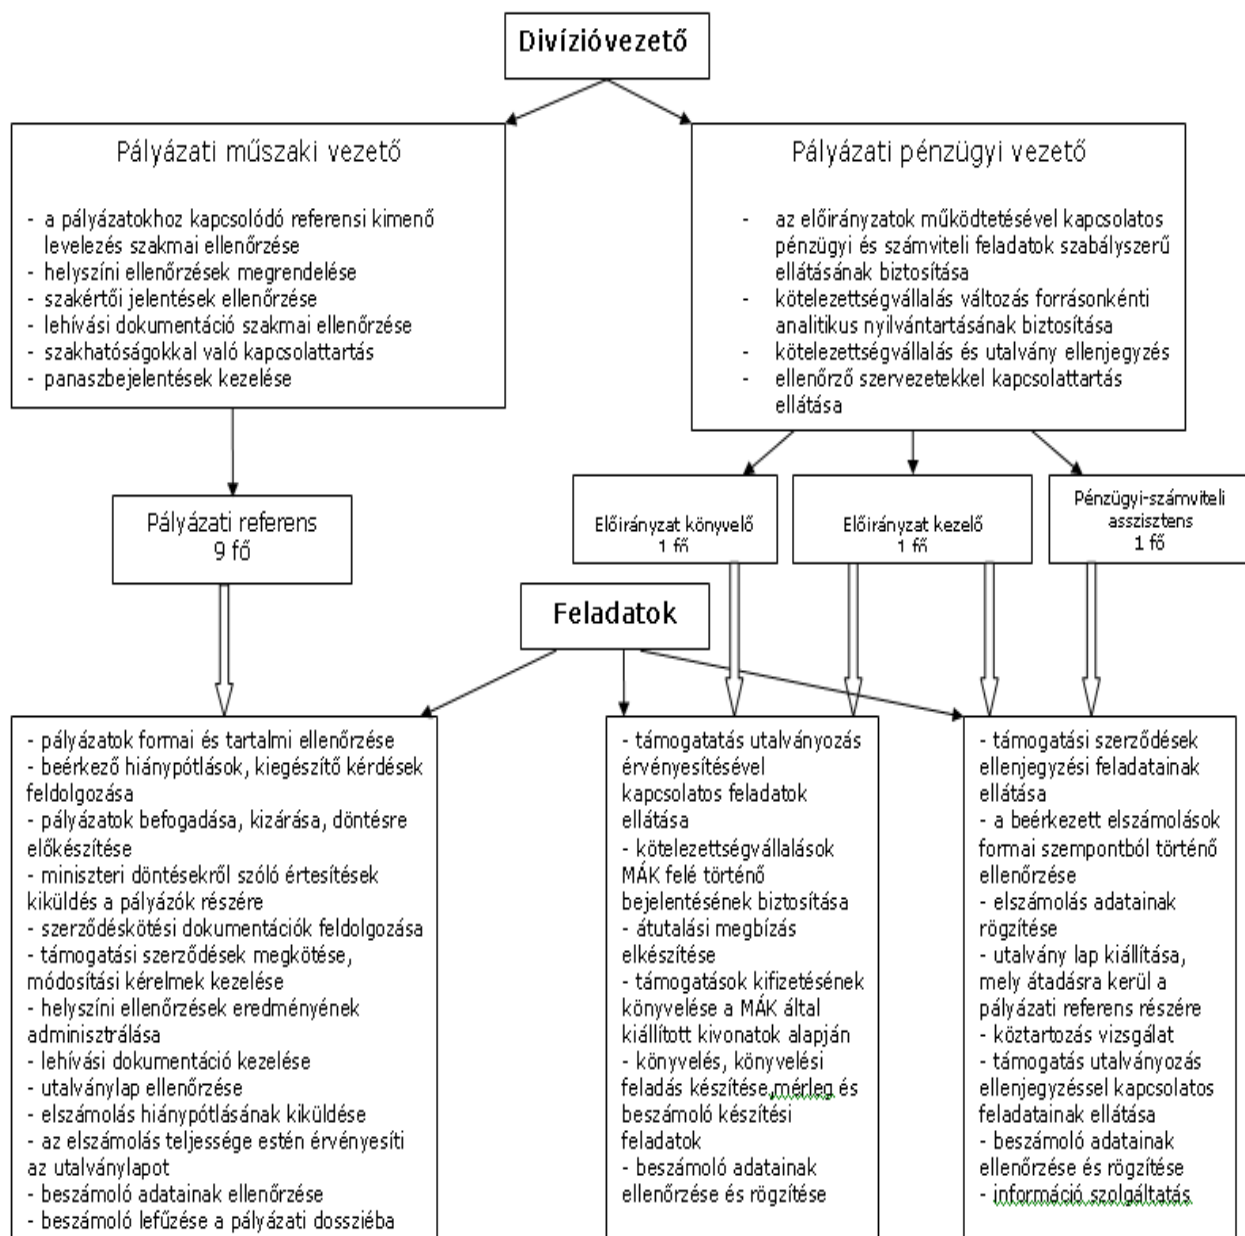 Divízióvezető
Pályázati műszaki vezető
- a pályázatokhoz kapcsolódó referensi kimenő
levelezés szakmai ellenőrzése
- helyszíni ellenőrzések megrendelése
- szakértői jelentések ellenőrzése
- lehívási dokumentáció szakmai ellenőrzése
- szakhatóságokkal való kapcsolattartás
- panaszbejelentések kezelése
Pályázati pénzügyi vezető
- az előirányzatok működtetésével kapcsolatos
pénzügyi és számviteli feladatok szabályszerű
ellátásának biztosítása
- kötelezettségvállalás változás forrásonkénti
analitikus nyilvántartásának biztosítása
- kötelezettségvállalás és utalvány ellenjegyzés
- ellenőrző szervezetekkel kapcsolattartás
ellátása
Pályázati referens
9 fő
Előirányzat könyvelő
1 fő
Előirányzat kezelő
1 fő
Pénzügyi-számviteli
asszisztens
1 fő
Feladatok
- pályázatok formai és tartalmi ellenőrzése
- beérkező hiánypótlások, kiegészítő kérdések
feldolgozása
- pályázatok befogadása, kizárása, döntésre
előkészítése
- miniszteri döntésekről szóló értesítések
kiküldés a pályázók részére
- szerződéskötési dokumentációk feldolgozása
- támogatási szerződések megkötése,
módosítási kérelmek kezelése
- helyszíni ellenőrzések eredményének
adminisztrálása
- lehívási dokumentáció kezelése
- utalványlap ellenőrzése
- elszámolás hiánypótlásának kiküldése
- az elszámolás teljessége estén érvényesíti
az utalványlapot
- beszámoló adatainak ellenőrzése
- beszámoló lefűzése a pályázati dossziéba
- támogatatás utalványozás
érvényesítésével
kapcsolatos feladatok
ellátása
- kötelezettségvállalások
MÁK felé történő
bejelentésének biztosítása
- átutalási megbízás
elkészítése
- támogatások kifizetésének
könyvelése a MÁK által
kiállított kivonatok alapján
- könyvelés, könyvelési
feladás készítése,mérleg és
beszámoló készítési
feladatok
- beszámoló adatainak
ellenőrzése és rögzítése
- támogatási szerződések
ellenjegyzési feladatainak
ellátása
- a beérkezett elszámolások
formai szempontból történő
ellenőrzése
- elszámolás adatainak
rögzítése
- utalvány lap kiállítása,
mely átadásra kerül a
pályázati referens részére
- köztartozás vizsgálat
- támogatás utalványozás
ellenjegyzéssel kapcsolatos
feladatainak ellátása
- beszámoló adatainak
ellenőrzése és rögzítése
- információ szolgáltatás